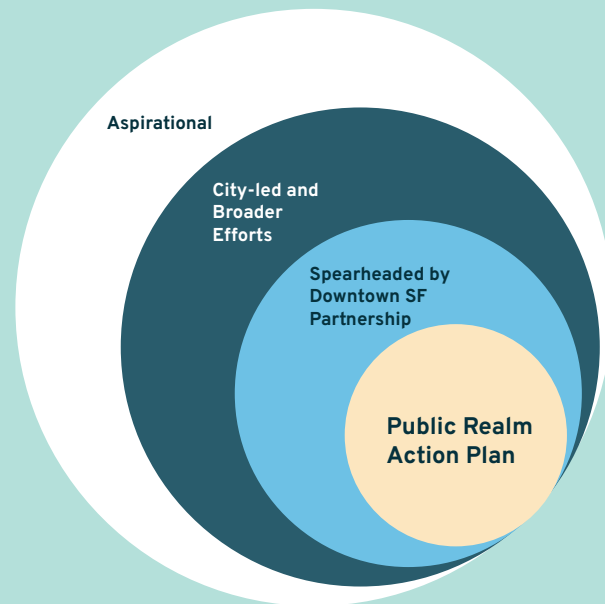 Aspirational
City-led and
Broader
Efforts
Spearheaded by
Downtown SF
Partnership
Public Realm
Action Plan